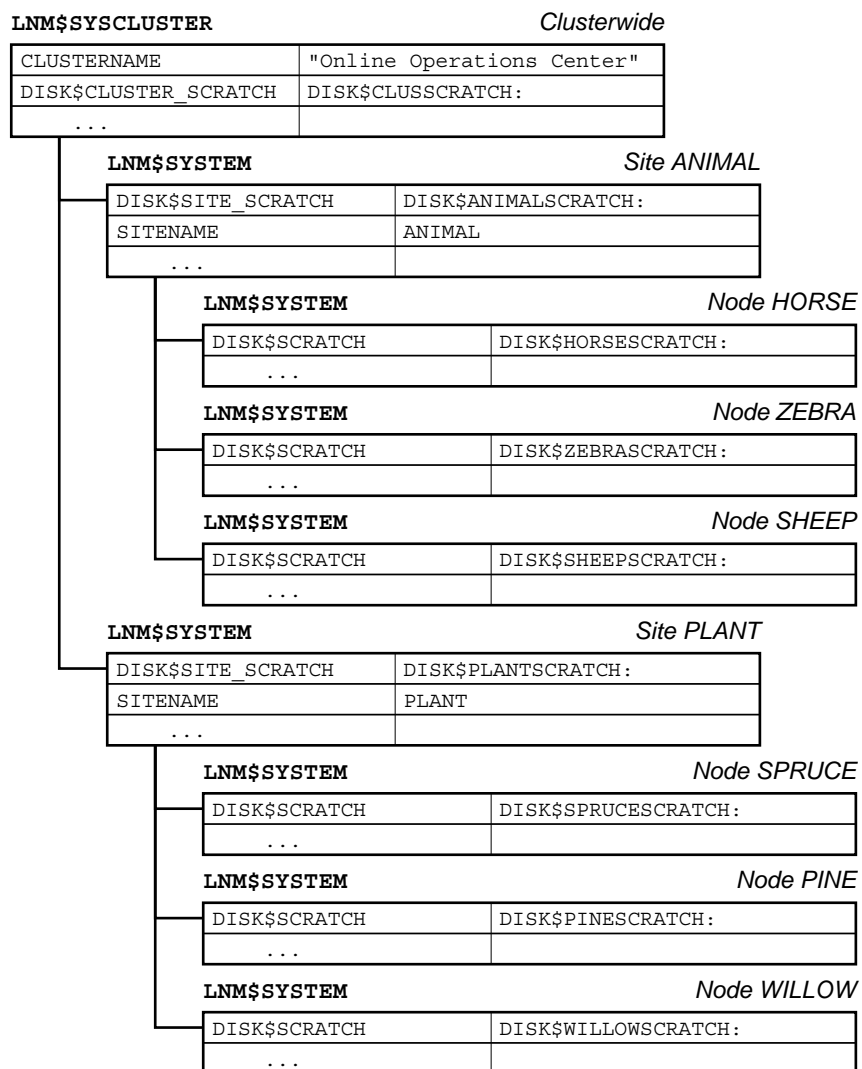 LNM$SYSCLUSTER Clusterwide
CLUSTERNAME "Online Operations Center"
DISK$CLUSTER_SCRATCH DISK$CLUSSCRATCH:
...
LNM$SYSTEM Site ANIMAL
DISK$SITE_SCRATCH DISK$ANIMALSCRATCH:
SITENAME ANIMAL
...
LNM$SYSTEM Node HORSE
DISK$SCRATCH DISK$HORSESCRATCH:
...
LNM$SYSTEM Node ZEBRA
DISK$SCRATCH DISK$ZEBRASCRATCH:
...
LNM$SYSTEM Node SHEEP
DISK$SCRATCH DISK$SHEEPSCRATCH:
...
LNM$SYSTEM Site PLANT
DISK$SITE_SCRATCH DISK$PLANTSCRATCH:
SITENAME PLANT
...
LNM$SYSTEM Node SPRUCE
DISK$SCRATCH DISK$SPRUCESCRATCH:
...
LNM$SYSTEM Node PINE
DISK$SCRATCH DISK$PINESCRATCH:
...
LNM$SYSTEM Node WILLOW
DISK$SCRATCH DISK$WILLOWSCRATCH:
...